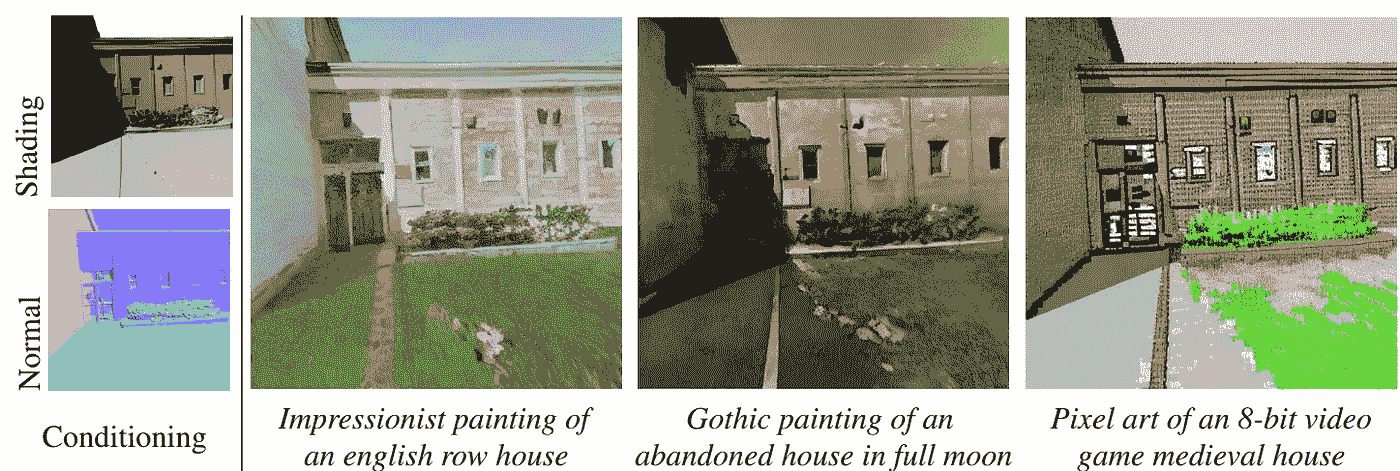 Shading
Normal
Conditioning
Impressionist painting of
an english row house
Gothic painting of an
abandoned house in full moon
Pixel art of an 8-bit video
game medieval house